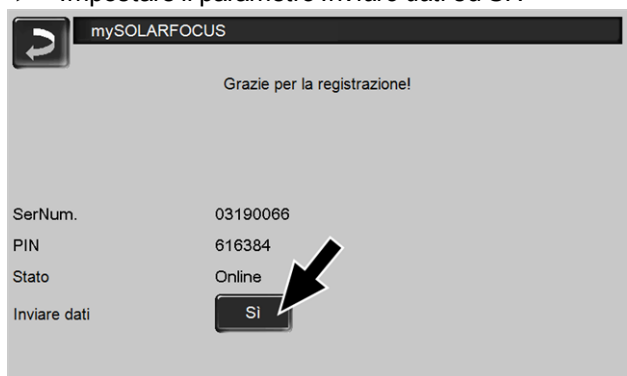 mySOLARFOCUS
Grazie per la registrazione!
SerNum. 03190066
PIN 616384
Stato Online
Inviare dati Sì